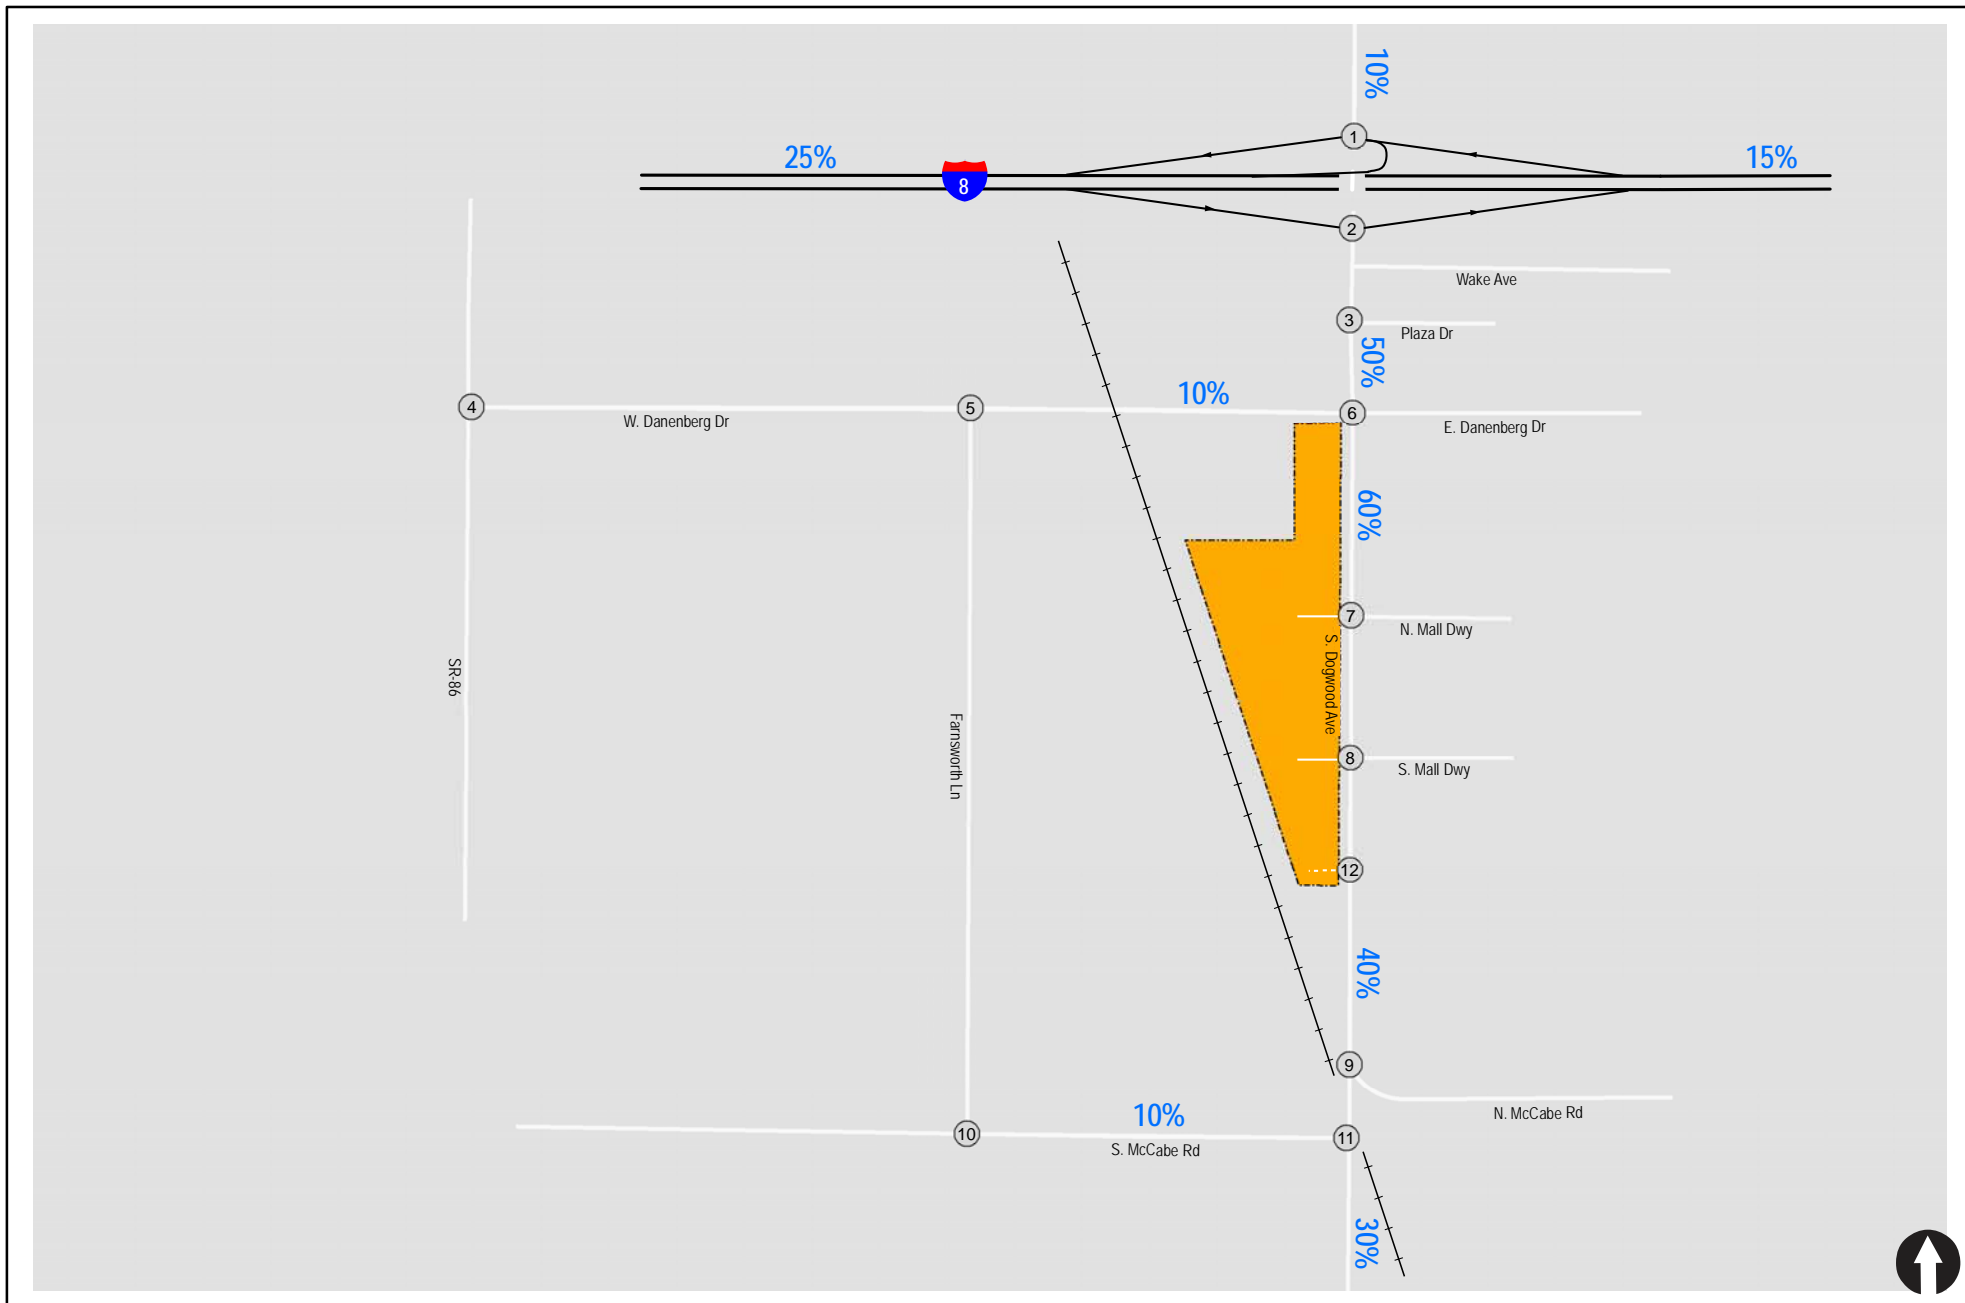 10%
1
25%
15%
8
2
Wake Ave
3
Plaza Dr
50%
10%
4
5
6
W. Danenberg Dr
E. Danenberg Dr
60%
7
N. Mall Dwy
S. Dogwood Ave
SR-86
Farnsworth Ln
8
S. Mall Dwy
12
40%
9
N. McCabe Rd
10%
10
11
S. McCabe Rd
30%